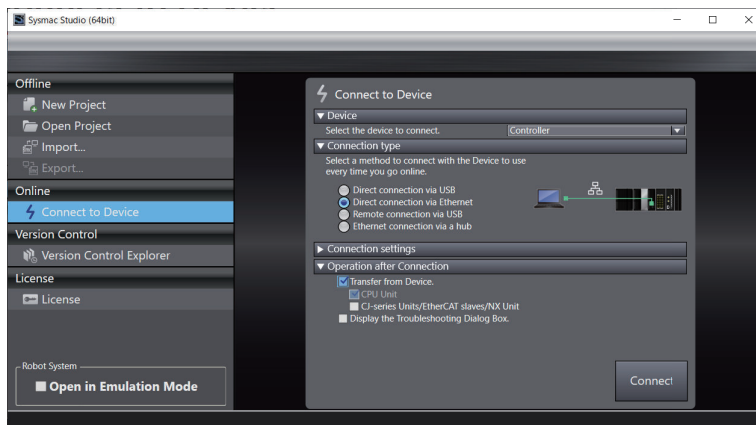 Sysmac Studio (64bit)
Offline
New Project
Open Project
Import...
Export...
Online
Connect to Device
Version Control
Version Control Explorer
License
License
Robot System
Open in Emulation Mode
Connect to Device
Device
Select the device to connect.
Controller
Connection type
Select a method to connect with the Device to use
every time you go online.
Direct connection via USB
Direct connection via Ethernet
Remote connection via USB
Ethernet connection via a hub
Connection settings
Operation after Connection
Transfer from Device.
CPU Unit
CJ-series Units/EtherCAT slaves/NX Unit
Display the Troubleshooting Dialog Box.
Connect